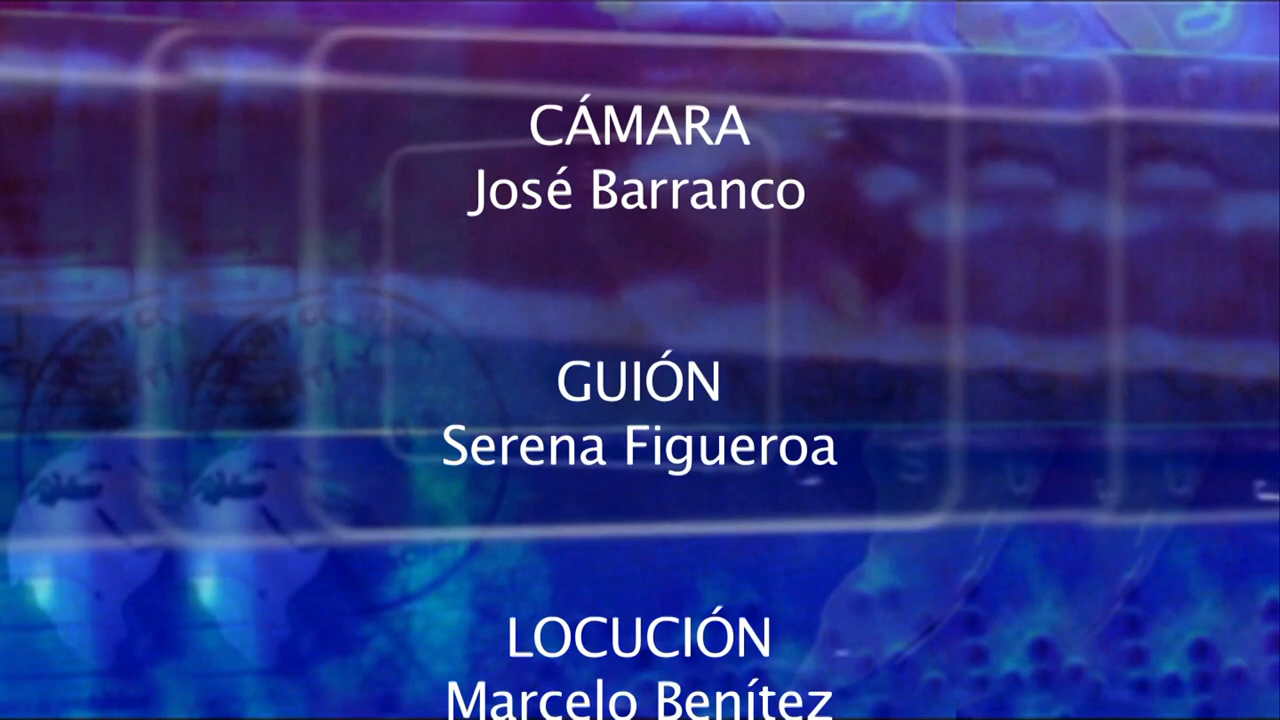 CÁMARA
José Barranco
GUIÓN
Serena Figueroa
LOCUCIÓN
Marcelo Benítez